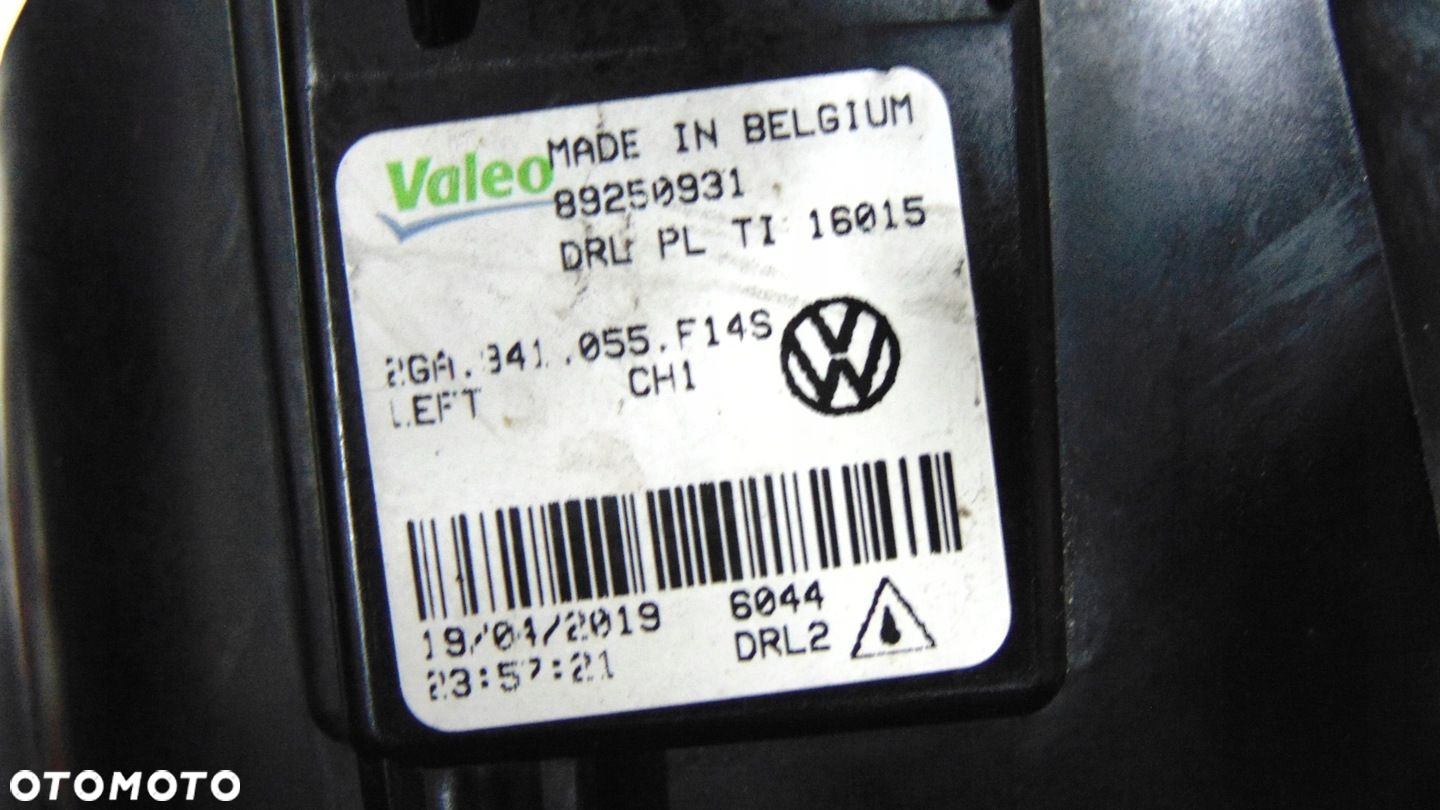 Valeo MADE IN BELGIUM
89250931
DRL PL TI 16015
2GA.941.055.F14S
LEFT CH1
19/04/2019 6044
23:57:21 DRL2
OTOMOTO